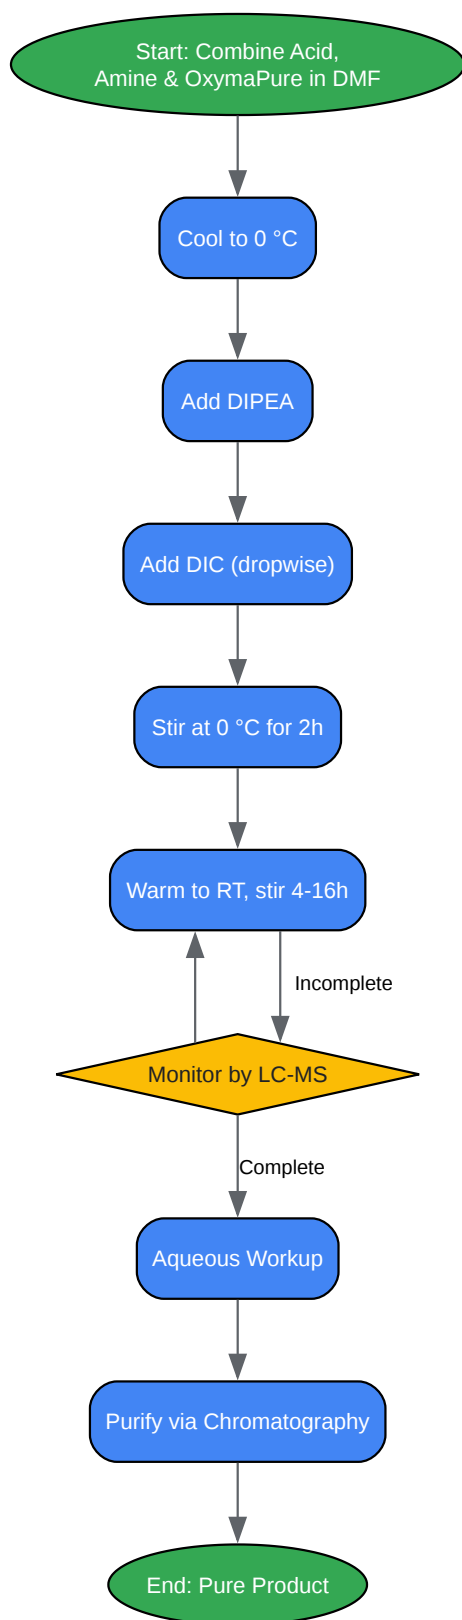 Start: Combine Acid,
Amine & OxymaPure in DMF
Cool to 0 °C
Add DIPEA
Add DIC (dropwise)
Stir at 0 °C for 2h
Warm to RT, stir 4-16h
Incomplete
Monitor by LC-MS
Complete
Aqueous Workup
Purify via Chromatography
End: Pure Product